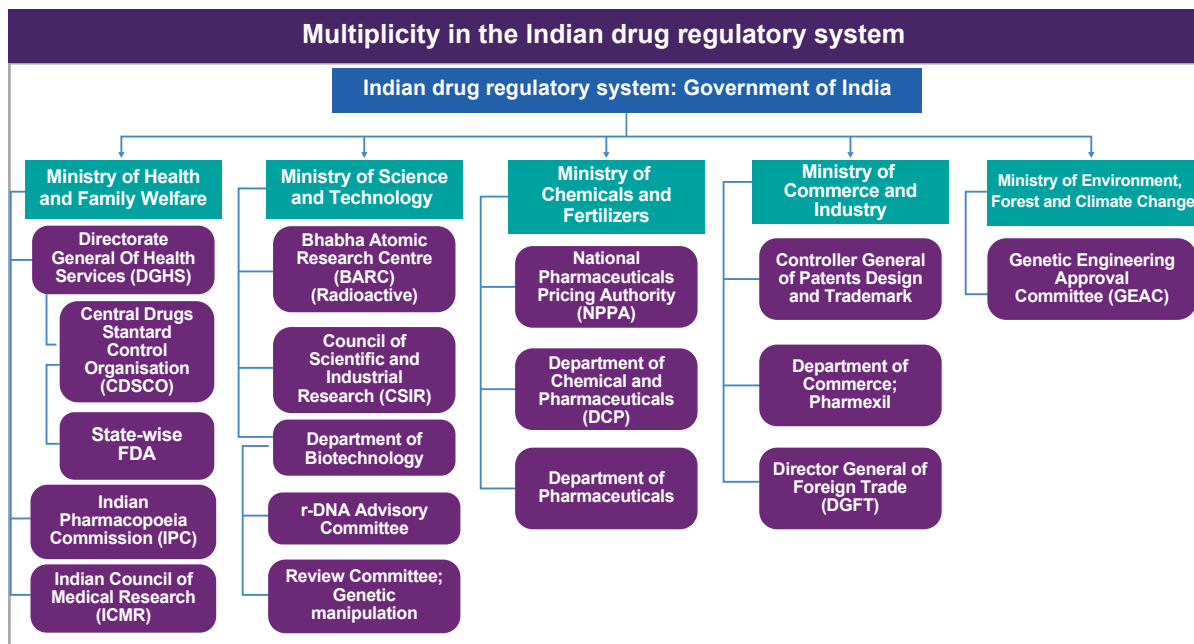 Multiplicity in the Indian drug regulatory system
Indian drug regulatory system: Government of India
Ministry of Health
and Family Welfare
Directorate
General Of Health
Services (DGHS)
Central Drugs
Stantard
Control
Organisation
(CDSCO)
State-wise
FDA
Indian
Pharmacopoeia
Commission (IPC)
Indian Council of
Medical Research
(ICMR)
Ministry of Science
and Technology
Bhabha Atomic
Research Centre
(BARC)
(Radioactive)
Council of
Scientific and
Industrial
Research (CSIR)
Department of
Biotechnology
r-DNA Advisory
Committee
Review Committee;
Genetic
manipulation
Ministry of
Chemicals and
Fertilizers
National
Pharmaceuticals
Pricing Authority
(NPPA)
Department of
Chemical and
Pharmaceuticals
(DCP)
Department of
Pharmaceuticals
Ministry of
Commerce and
Industry
Controller General
of Patents Design
and Trademark
Department of
Commerce;
Pharmexil
Director General of
Foreign Trade
(DGFT)
Ministry of Environment,
Forest and Climate Change
Genetic Engineering
Approval
Committee (GEAC)